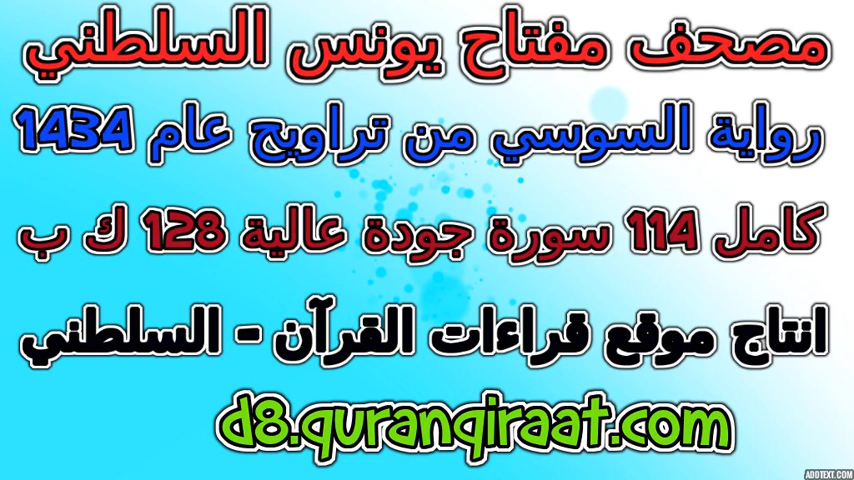 مصحف مفتاح يونس السلطني
رواية السوسي من تراويح عام 1434
كامل 114 سورة جودة عالية 128 ك ب
انتاج موقع قراءات القرآن - السلطني
d8.quranqiraat.com
ADDTEXT.COM